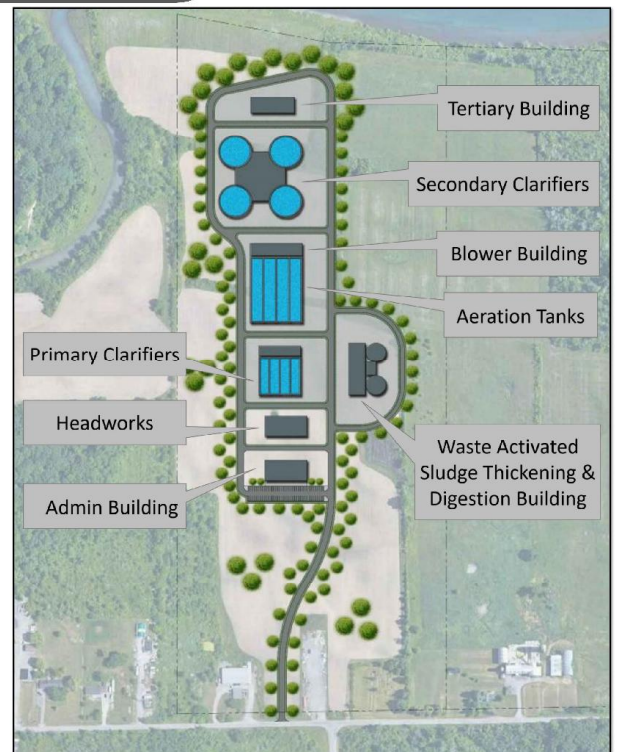 Tertiary Building
Secondary Clarifiers
Blower Building
Aeration Tanks
Primary Clarifiers
Headworks
Admin Building
Waste Activated
Sludge Thickening &
Digestion Building